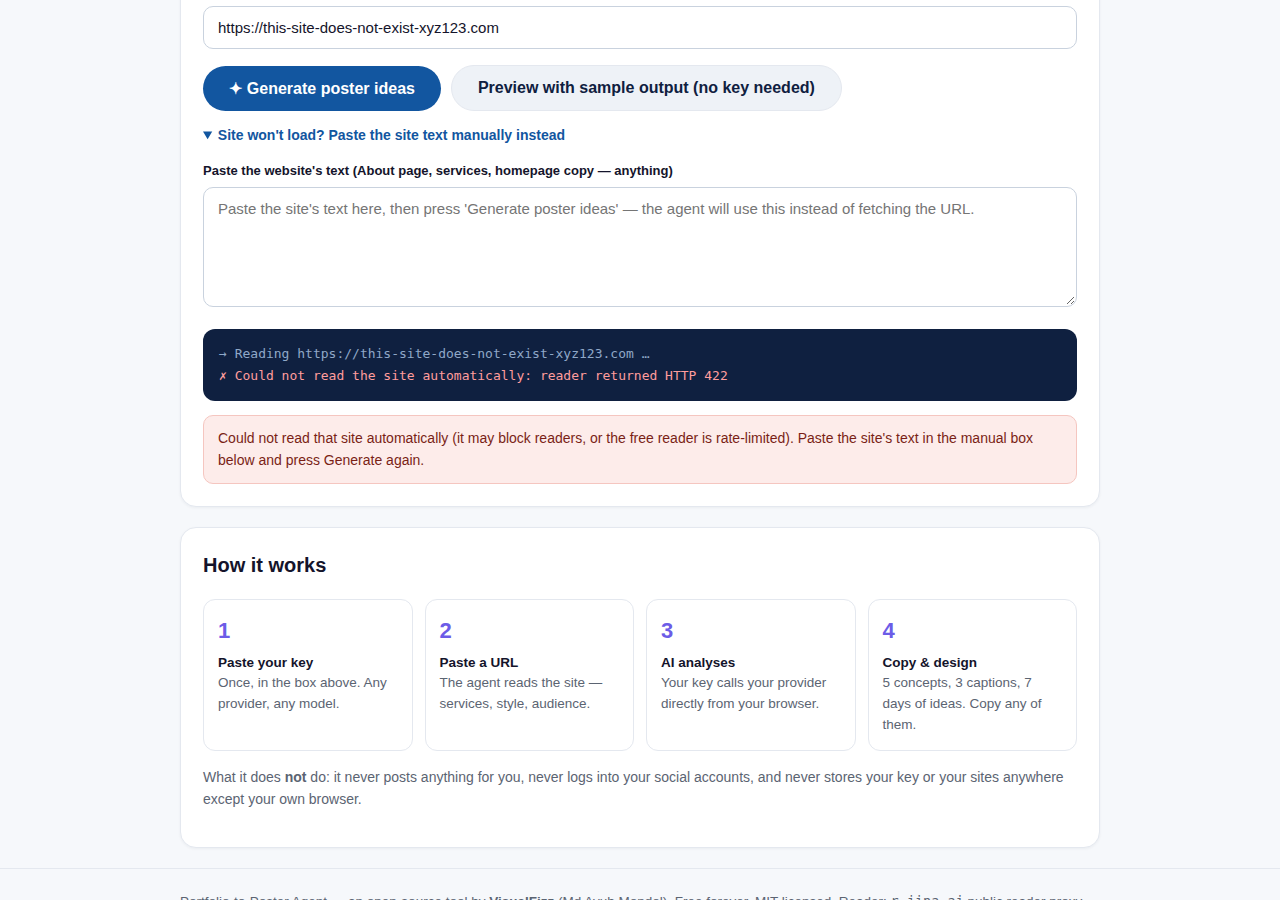 https://this-site-does-not-exist-xyz123.com
✦ Generate poster ideas
Preview with sample output (no key needed)
▼ Site won't load? Paste the site text manually instead
Paste the website's text (About page, services, homepage copy — anything)
Paste the site's text here, then press 'Generate poster ideas' — the agent will use this instead of fetching the URL.
→ Reading https://this-site-does-not-exist-xyz123.com …
✗ Could not read the site automatically: reader returned HTTP 422
Could not read that site automatically (it may block readers, or the free reader is rate-limited). Paste the site's text in the manual box
below and press Generate again.
How it works
1
Paste your key
Once, in the box above. Any
provider, any model.
2
Paste a URL
The agent reads the site —
services, style, audience.
3
AI analyses
Your key calls your provider
directly from your browser.
4
Copy & design
5 concepts, 3 captions, 7
days of ideas. Copy any of
them.
What it does not do: it never posts anything for you, never logs into your social accounts, and never stores your key or your sites anywhere
except your own browser.